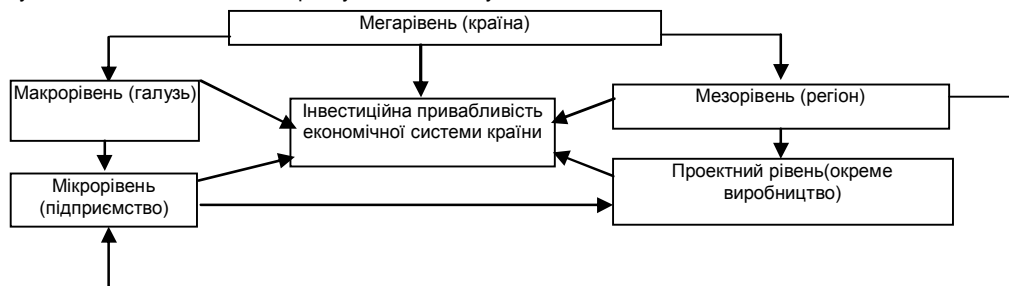 Мегарівень (країна)
Макрорівень (галузь)
Інвестиційна привабливість
економічної системи країни
Мезорівень (регіон)
Мікрорівень
(підприємство)
Проектний рівень(окреме
виробництво)